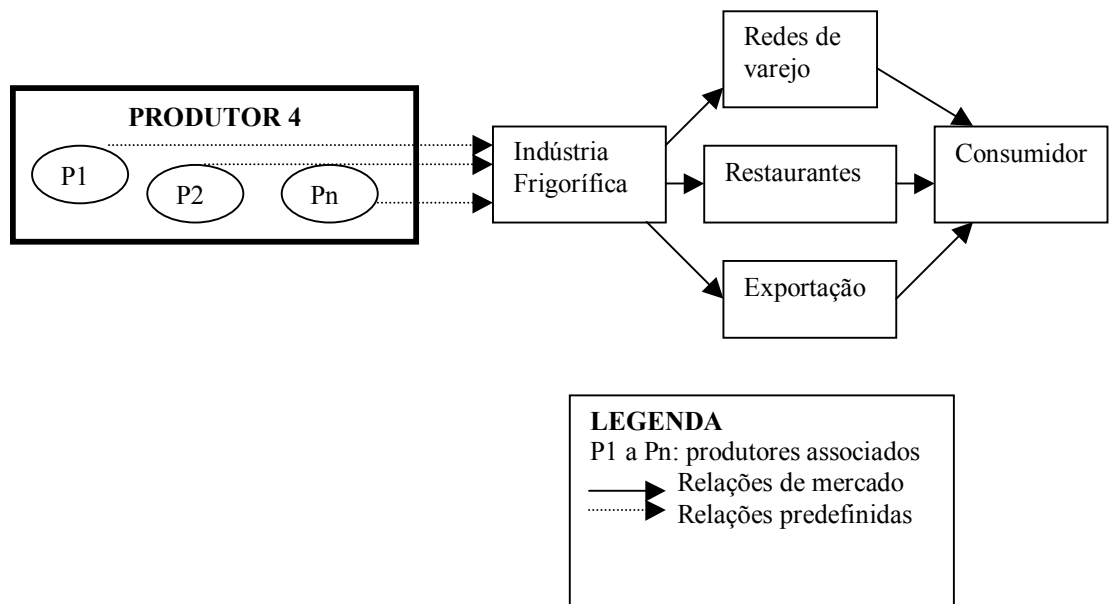 PRODUTOR 4
P1
P2
Pn
Indústria
Frigorífica
Redes de
varejo
Restaurantes
Exportação
Consumidor
LEGENDA
P1 a Pn: produtores associados
Relações de mercado
Relações predefinidas